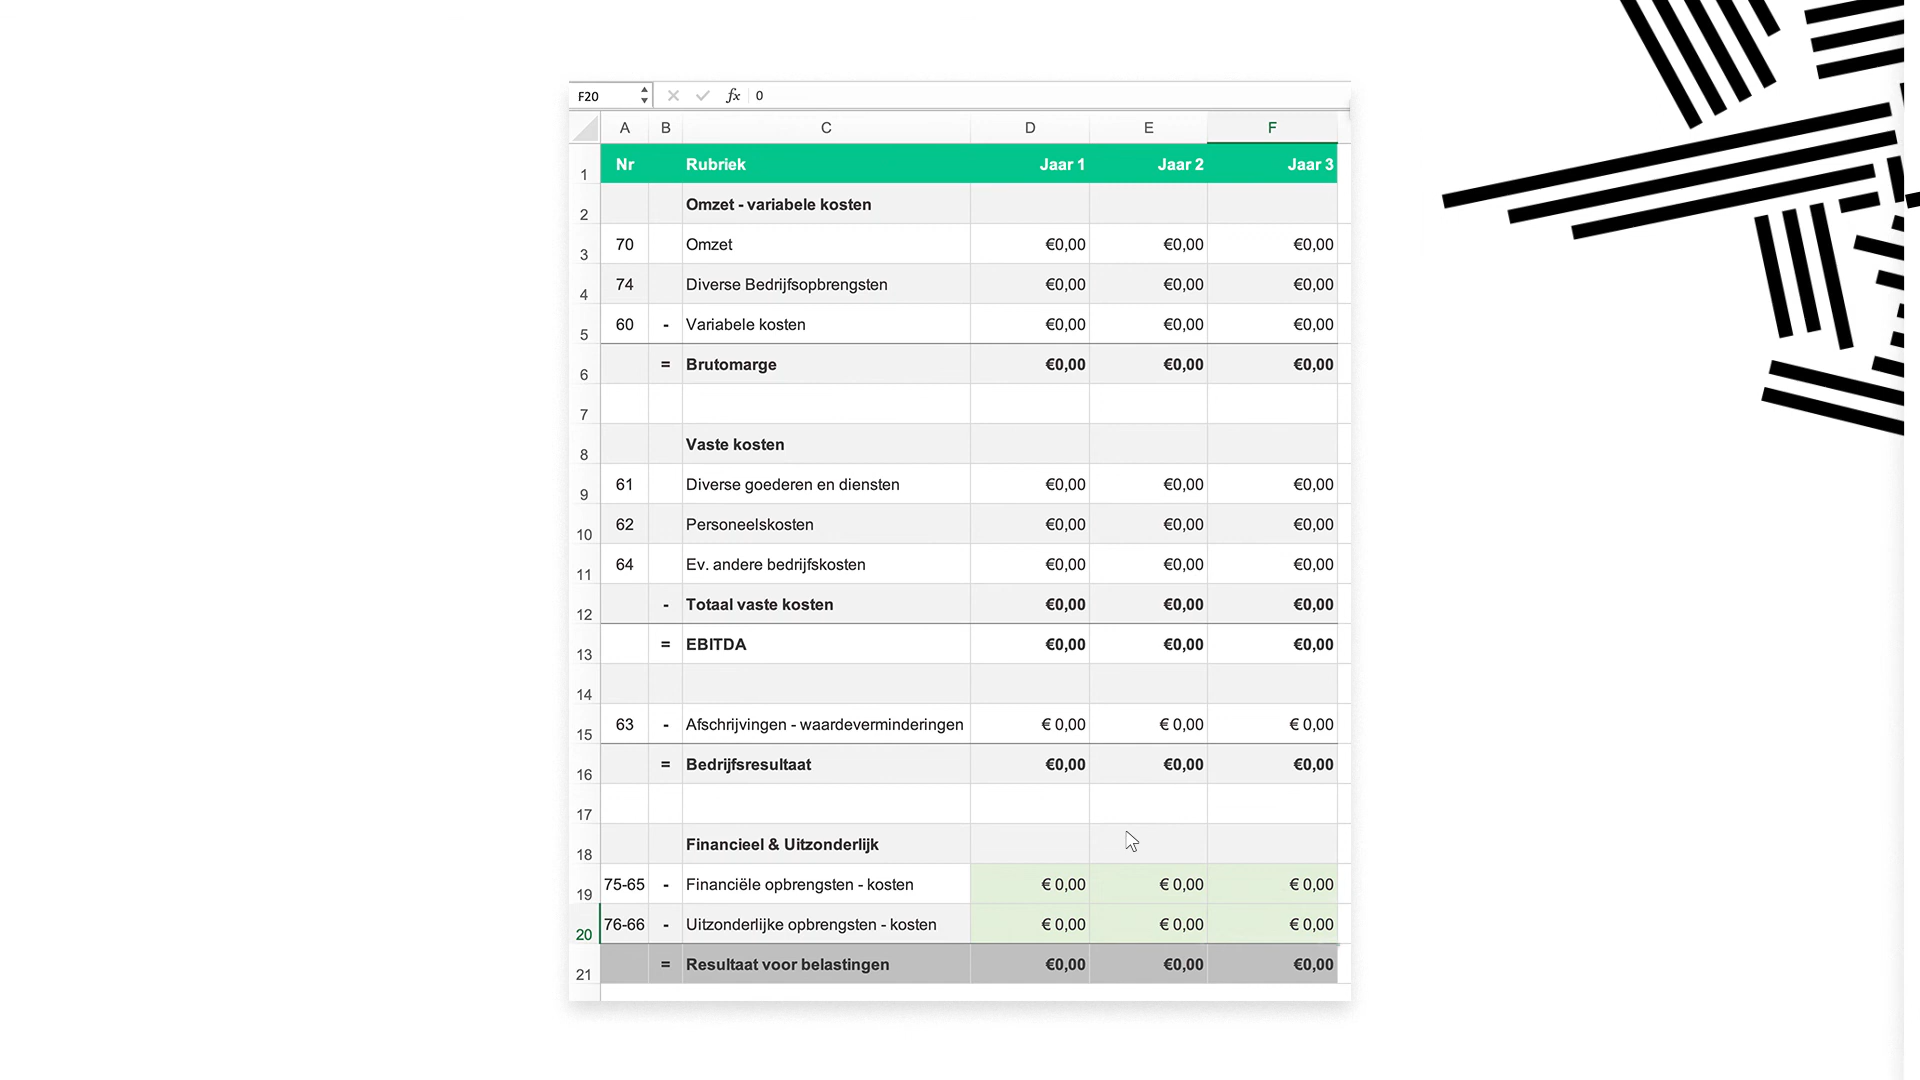 F20 fx 0
A B C D E F
1 Nr Rubriek Jaar 1 Jaar 2 Jaar 3
2 Omzet - variabele kosten
3 70 Omzet €0,00 €0,00 €0,00
4 74 Diverse Bedrijfsopbrengsten €0,00 €0,00 €0,00
5 60 - Variabele kosten €0,00 €0,00 €0,00
6 = Brutomarge €0,00 €0,00 €0,00
7
8 Vaste kosten
9 61 Diverse goederen en diensten €0,00 €0,00 €0,00
10 62 Personeelskosten €0,00 €0,00 €0,00
11 64 Ev. andere bedrijfskosten €0,00 €0,00 €0,00
12 - Totaal vaste kosten €0,00 €0,00 €0,00
13 = EBITDA €0,00 €0,00 €0,00
14
15 63 - Afschrijvingen - waardeverminderingen € 0,00 € 0,00 € 0,00
16 = Bedrijfsresultaat €0,00 €0,00 €0,00
17
18 Financieel & Uitzonderlijk
19 75-65 - Financiële opbrengsten - kosten € 0,00 € 0,00 € 0,00
20 76-66 - Uitzonderlijke opbrengsten - kosten € 0,00 € 0,00 € 0,00
21 = Resultaat voor belastingen €0,00 €0,00 €0,00